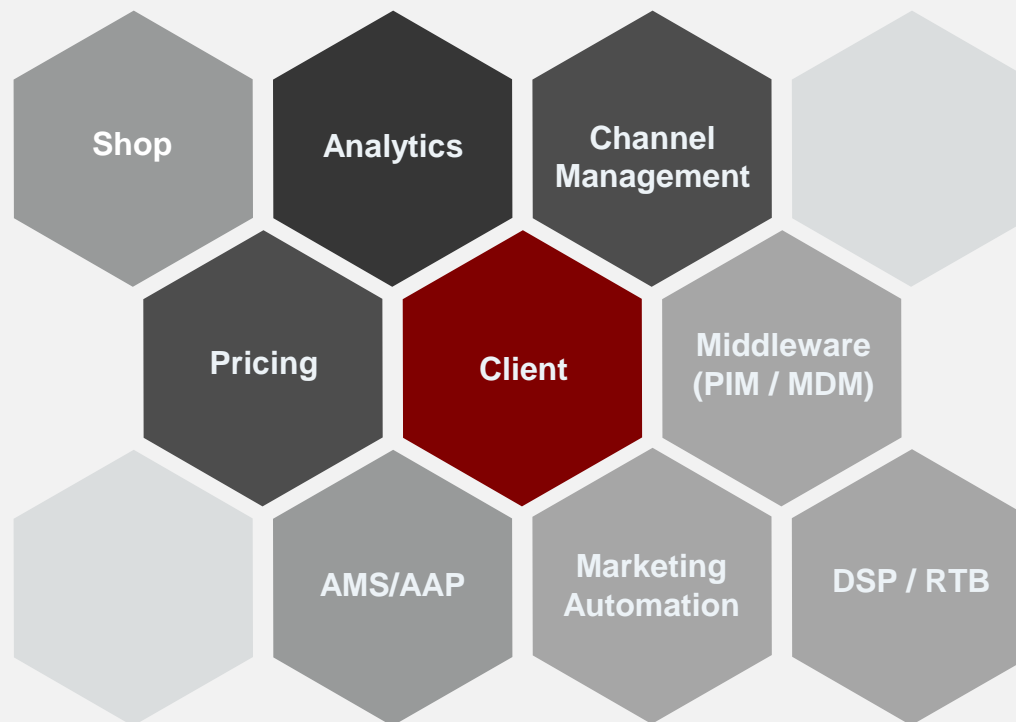 Shop
Analytics
Channel
Management
Pricing
Client
Middleware
(PIM / MDM)
AMS/AAP
Marketing
Automation
DSP / RTB